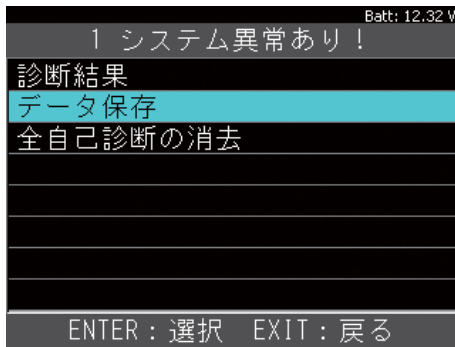 Batt: 12.32 V
1 システム異常あり!
診断結果
データ保存
全自己診断の消去
ENTER：選択 EXIT：戻る